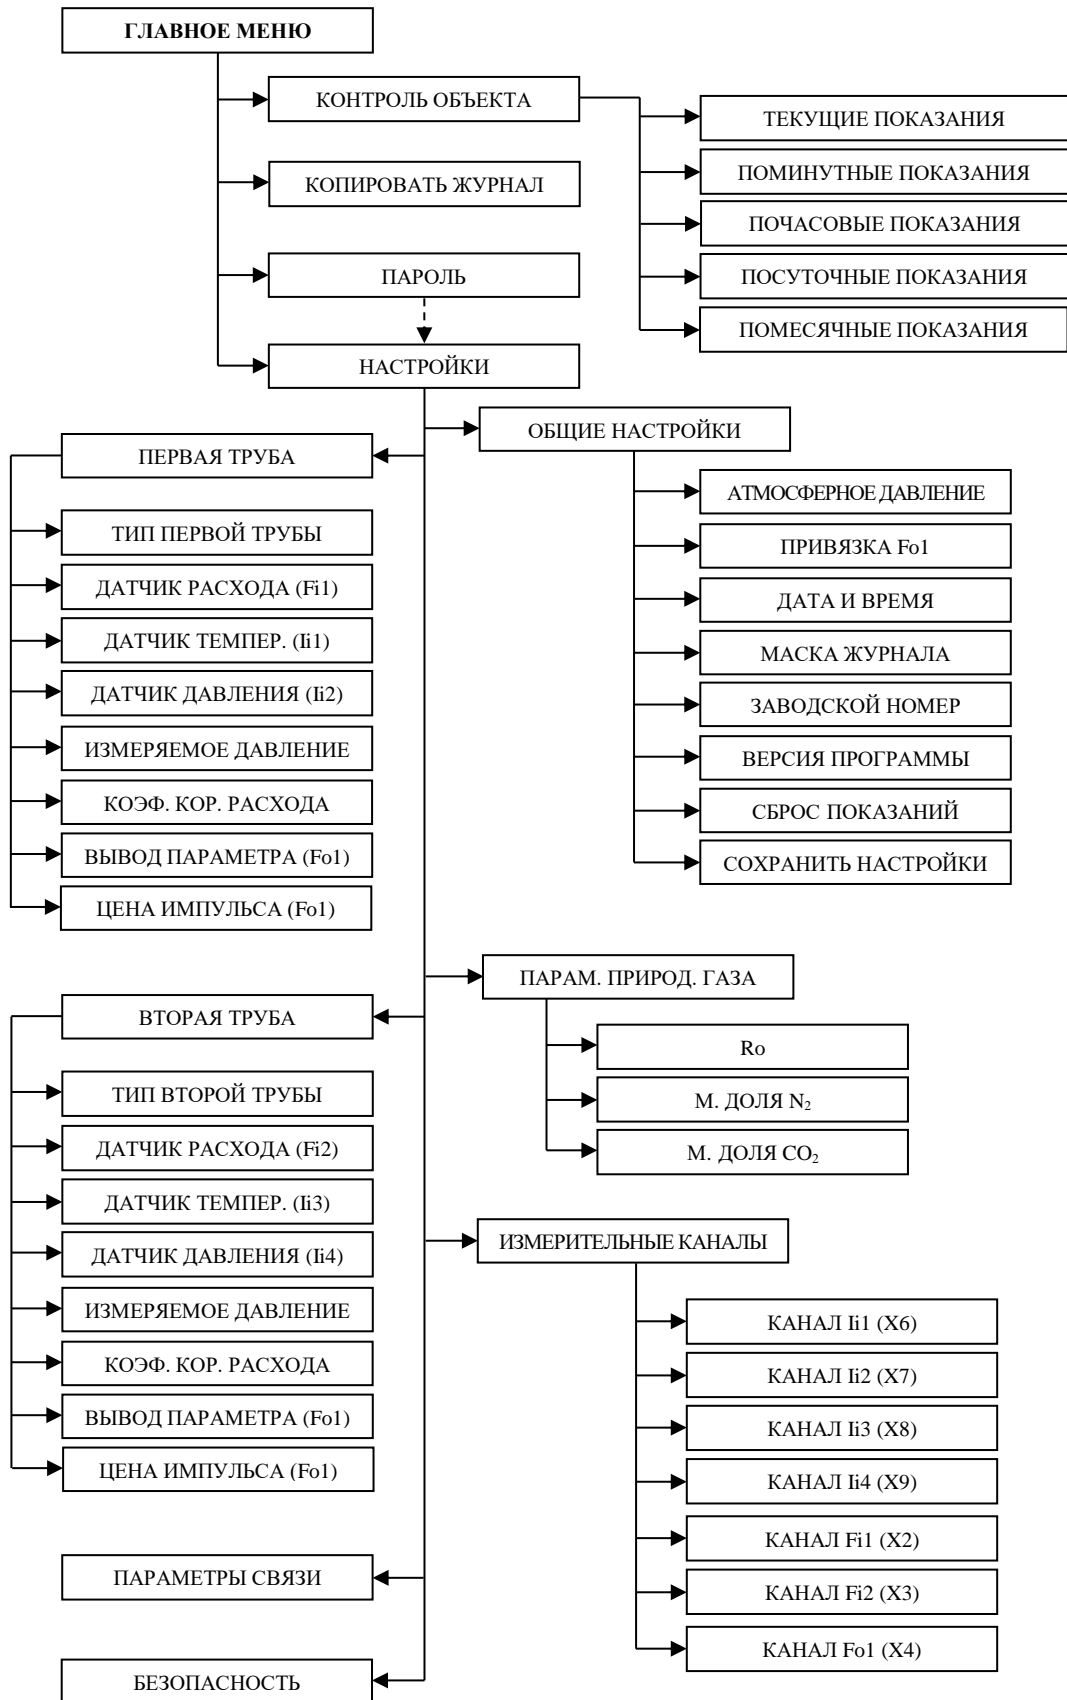 ГЛАВНОЕ МЕНЮ
КОНТРОЛЬ ОБЪЕКТА
ТЕКУЩИЕ ПОКАЗАНИЯ
ПОМИНУТНЫЕ ПОКАЗАНИЯ
ПОЧАСОВЫЕ ПОКАЗАНИЯ
ПОСУТОЧНЫЕ ПОКАЗАНИЯ
ПОМЕСЯЧНЫЕ ПОКАЗАНИЯ
КОПИРОВАТЬ ЖУРНАЛ
ПАРОЛЬ
НАСТРОЙКИ
ПЕРВАЯ ТРУБА
ТИП ПЕРВОЙ ТРУБЫ
ДАТЧИК РАСХОДА (Fi1)
ДАТЧИК ТЕМПЕР. (Ii1)
ДАТЧИК ДАВЛЕНИЯ (Ii2)
ИЗМЕРЯЕМОЕ ДАВЛЕНИЕ
КОЭФ. КОР. РАСХОДА
ВЫВОД ПАРАМЕТРА (Fo1)
ЦЕНА ИМПУЛЬСА (Fo1)
ОБЩИЕ НАСТРОЙКИ
АТМОСФЕРНОЕ ДАВЛЕНИЕ
ПРИВЯЗКА Fo1
ДАТА И ВРЕМЯ
МАСКА ЖУРНАЛА
ЗАВОДСКОЙ НОМЕР
ВЕРСИЯ ПРОГРАММЫ
СБРОС ПОКАЗАНИЙ
СОХРАНИТЬ НАСТРОЙКИ
ВТОРАЯ ТРУБА
ТИП ВТОРОЙ ТРУБЫ
ДАТЧИК РАСХОДА (Fi2)
ДАТЧИК ТЕМПЕР. (Ii3)
ДАТЧИК ДАВЛЕНИЯ (Ii4)
ИЗМЕРЯЕМОЕ ДАВЛЕНИЕ
КОЭФ. КОР. РАСХОДА
ВЫВОД ПАРАМЕТРА (Fo1)
ЦЕНА ИМПУЛЬСА (Fo1)
ПАРАМ. ПРИРОД. ГАЗА
Ro
М. ДОЛЯ N₂
М. ДОЛЯ CO₂
ИЗМЕРИТЕЛЬНЫЕ КАНАЛЫ
КАНАЛ Ii1 (X6)
КАНАЛ Ii2 (X7)
КАНАЛ Ii3 (X8)
КАНАЛ Ii4 (X9)
КАНАЛ Fi1 (X2)
КАНАЛ Fi2 (X3)
КАНАЛ Fo1 (X4)
ПАРАМЕТРЫ СВЯЗИ
БЕЗОПАСНОСТЬ